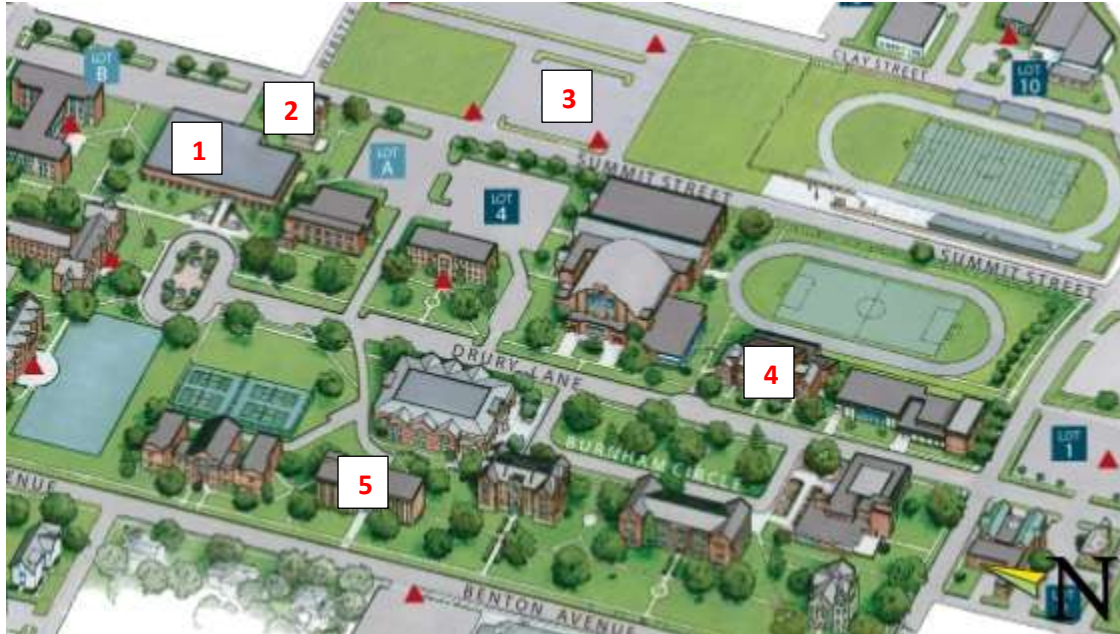 LOT
B
WEBSTER
2
3
CLAY STREET
LOT
10
1
LOT
A
SUMMIT STREET
LOT
4
SUMMIT STREET
DRURY LANE
4
BURNHAM CIRCLE
LOT
1
5
ENUE
BENTON AVENUE
N